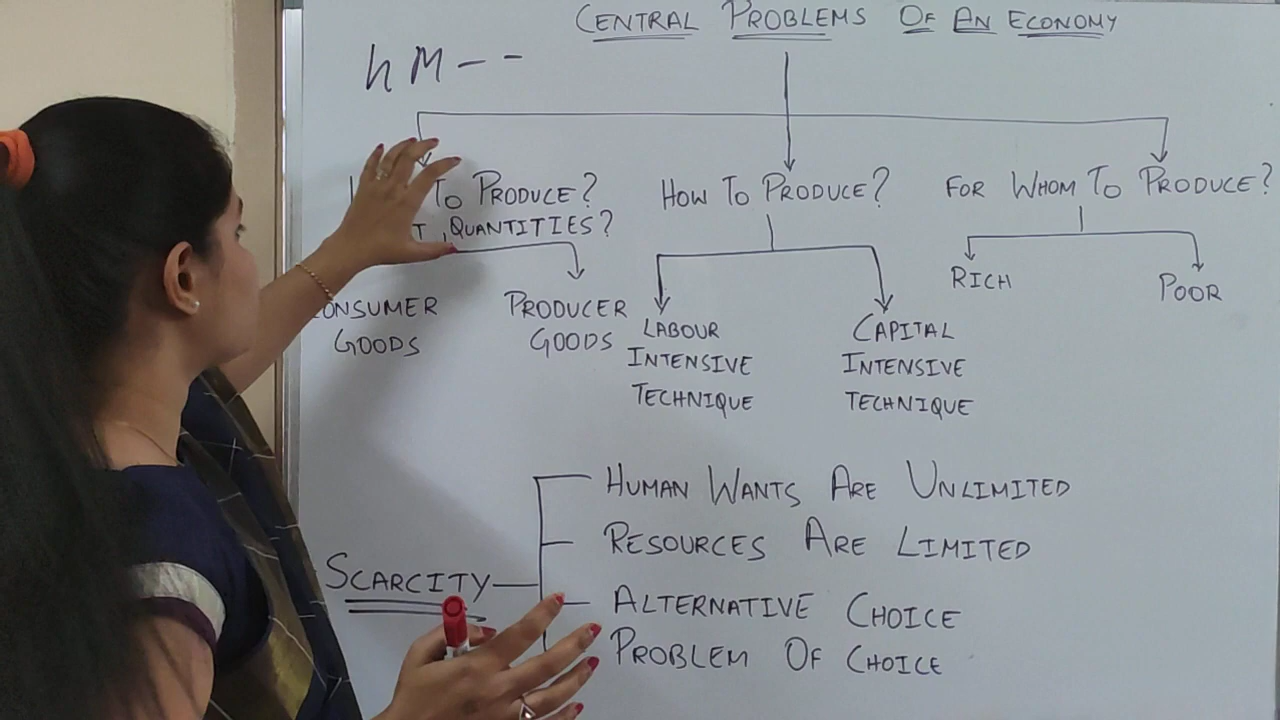 CENTRAL PROBLEMS OF AN ECONOMY
hM--
TO PRODUCE?
QUANTITIES?
HOW TO PRODUCE?
FOR WHOM TO PRODUCE?
CONSUMER
GOODS
PRODUCER
GOODS
LABOUR
INTENSIVE
TECHNIQUE
CAPITAL
INTENSIVE
TECHNIQUE
RICH
POOR
SCARCITY
HUMAN WANTS ARE UNLIMITED
RESOURCES ARE LIMITED
ALTERNATIVE CHOICE
PROBLEM OF CHOICE